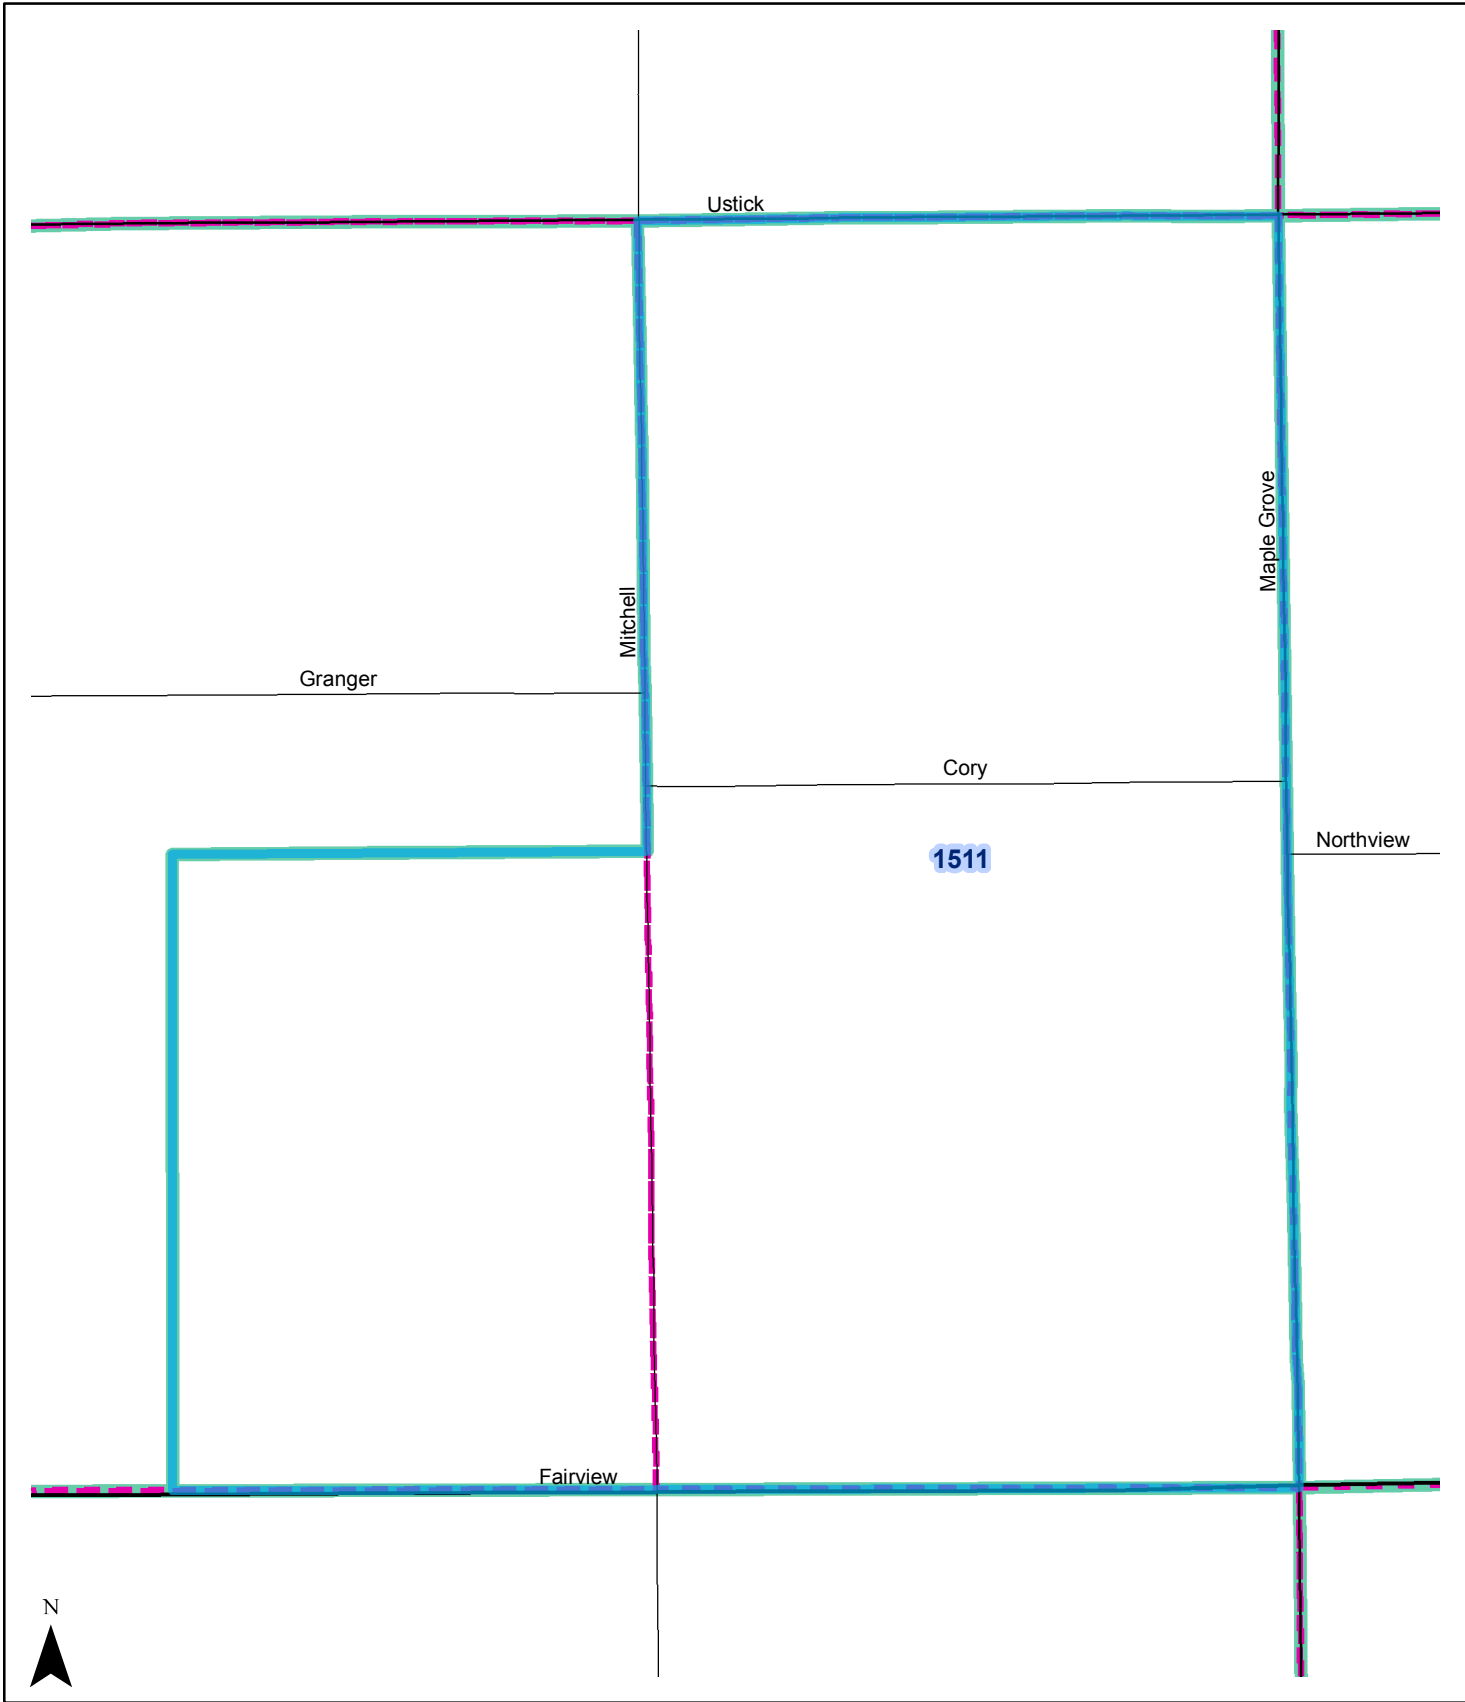 Ustick
Maple Grove
Mitchell
Granger
Cory
Northview
1511
Fairview
N